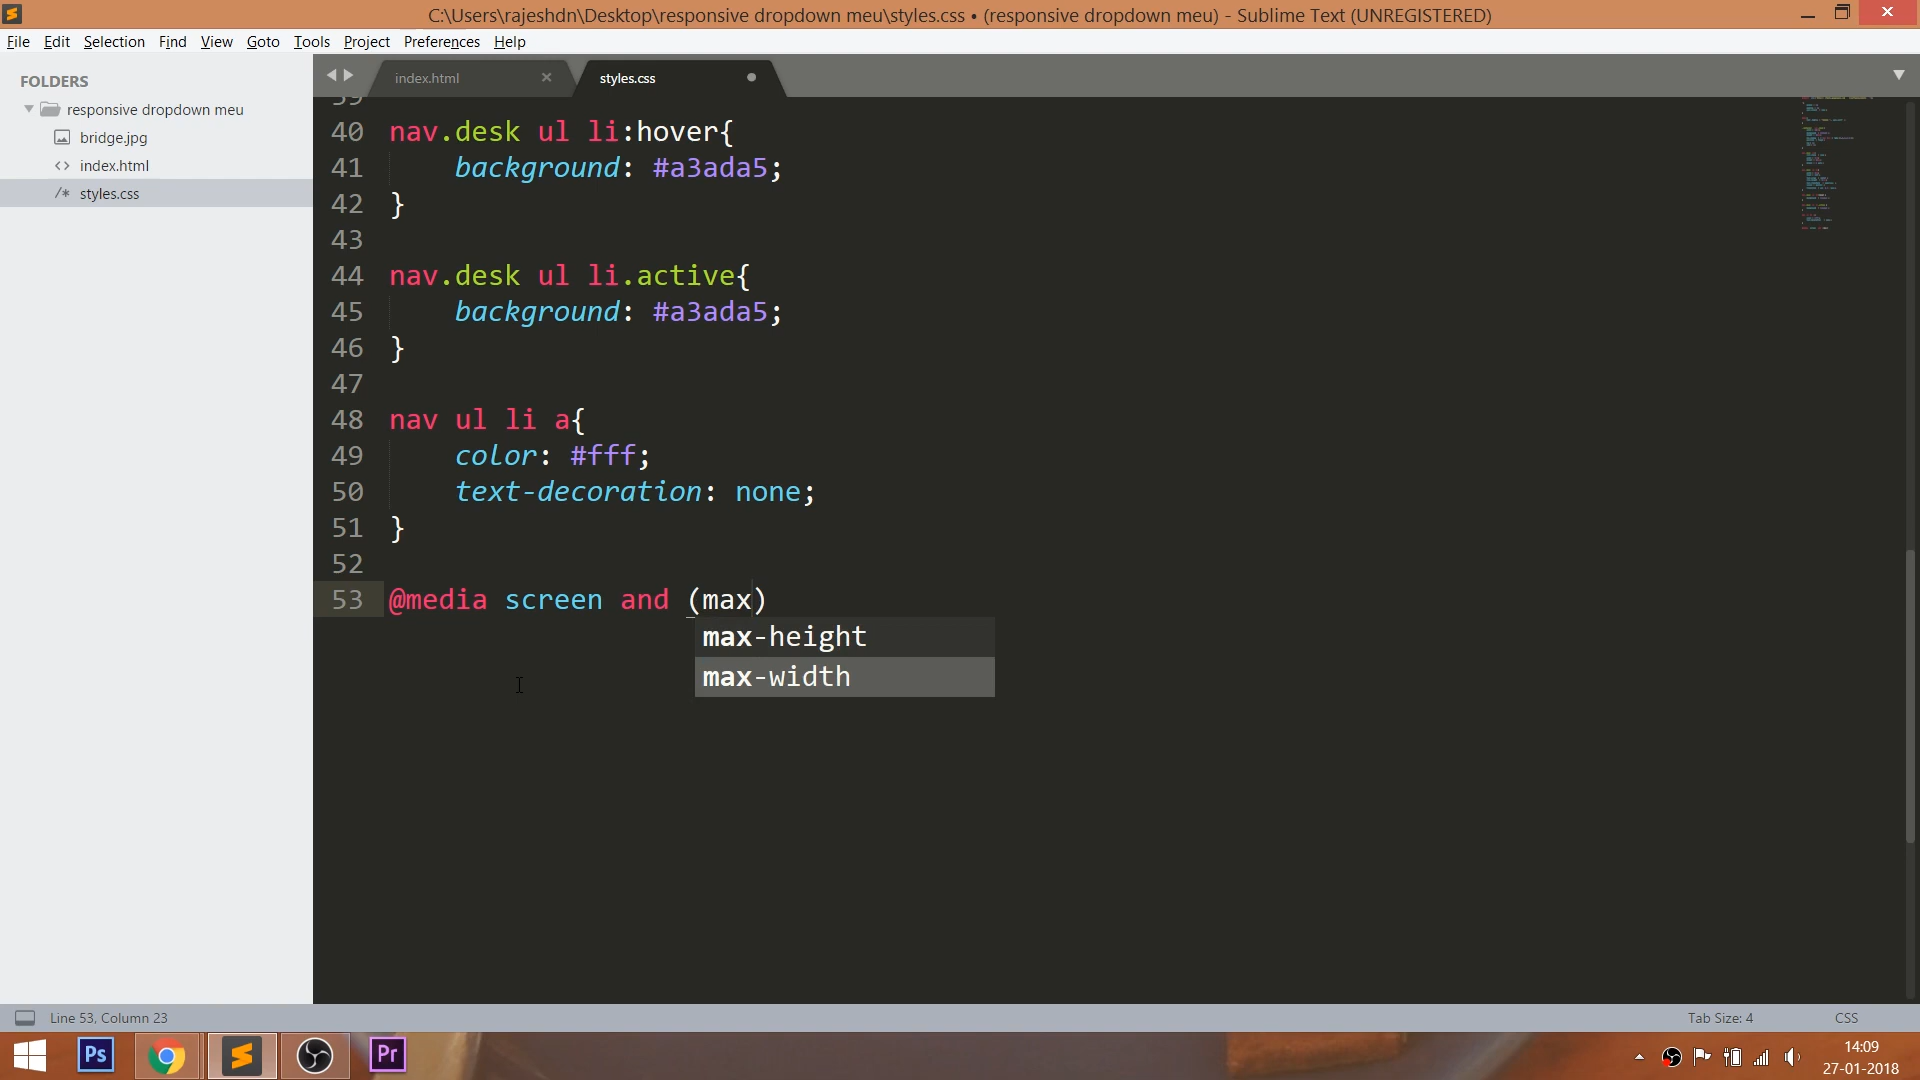 C:\Users\rajeshdn\Desktop\responsive dropdown meu\styles.css • (responsive dropdown meu) - Sublime Text (UNREGISTERED)
File Edit Selection Find View Goto Tools Project Preferences Help
FOLDERS
responsive dropdown meu
bridge.jpg
index.html
styles.css
index.html
styles.css
39
40 nav.desk ul li:hover{
41 background: #a3ada5;
42 }
43
44 nav.desk ul li.active{
45 background: #a3ada5;
46 }
47
48 nav ul li a{
49 color: #fff;
50 text-decoration: none;
51 }
52
53 @media screen and (max)
max-height
max-width
Line 53, Column 23
Tab Size: 4
CSS
Ps
Pr
14:09
27-01-2018